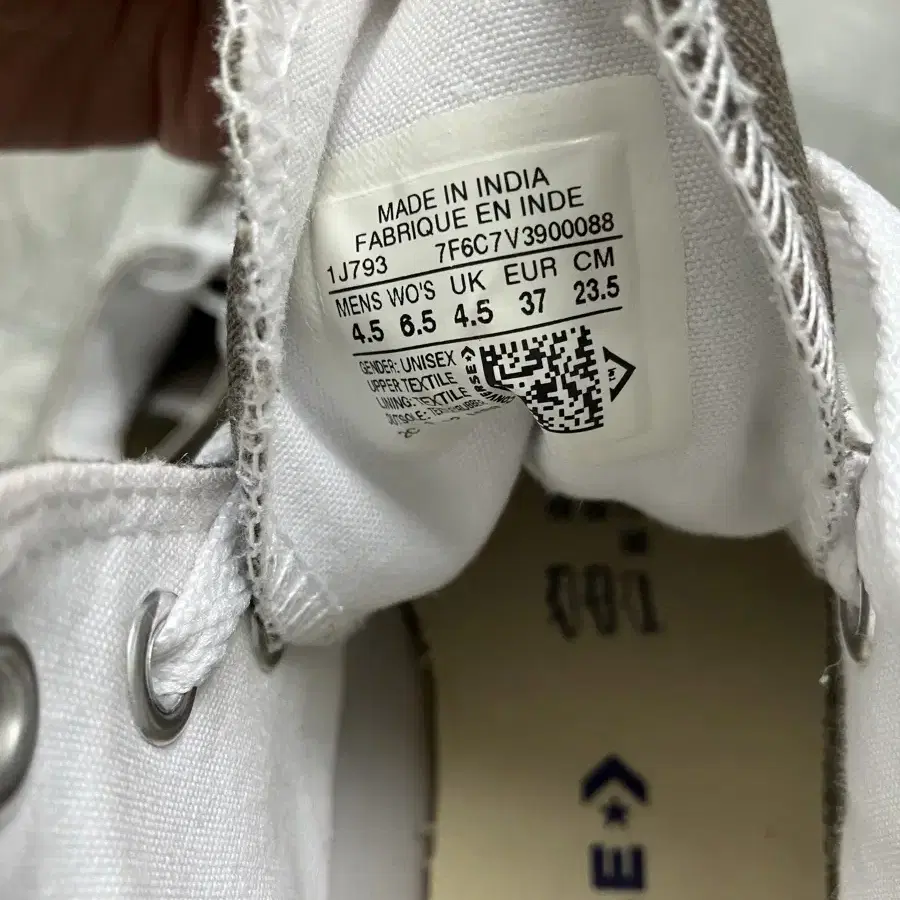 MADE IN INDIA
FABRIQUE EN INDE
1J793 7F6C7V3900088
MENS WO'S UK EUR CM
4.5 6.5 4.5 37 23.5
GENDER: UNISEX
UPPER:TEXTILE
LINING: TEXTILE
OUTSOLE:
E